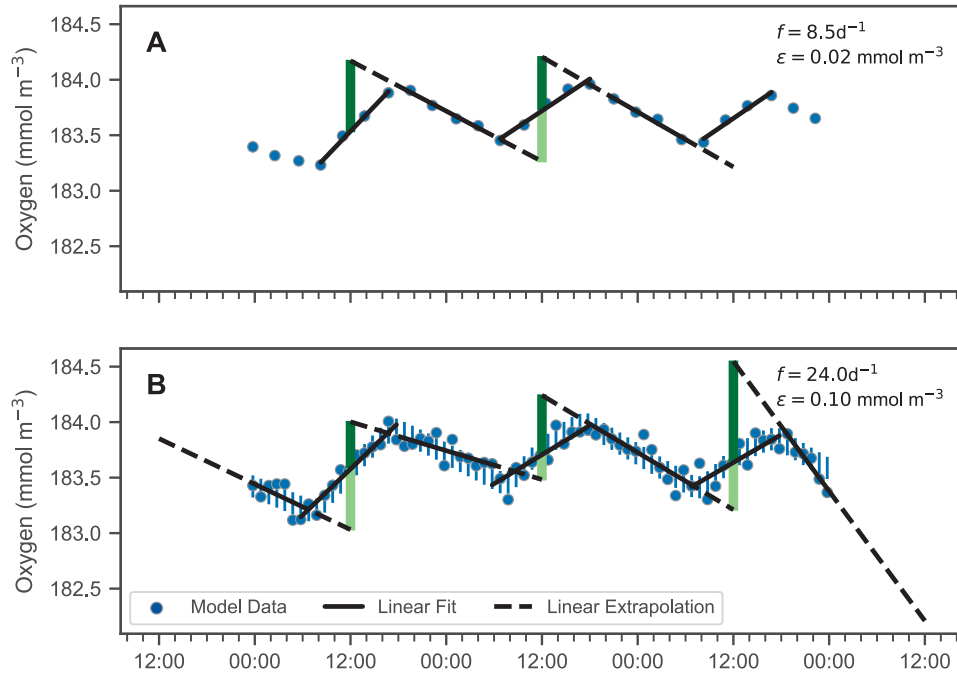 184.5
184.0
183.5
183.0
182.5
Oxygen (mmol m⁻³)
A
f = 8.5d⁻¹
ε = 0.02 mmol m⁻³
184.5
184.0
183.5
183.0
182.5
Oxygen (mmol m⁻³)
B
f = 24.0d⁻¹
ε = 0.10 mmol m⁻³
Model Data Linear Fit Linear Extrapolation
12:00 00:00 12:00 00:00 12:00 00:00 12:00 00:00 12:00